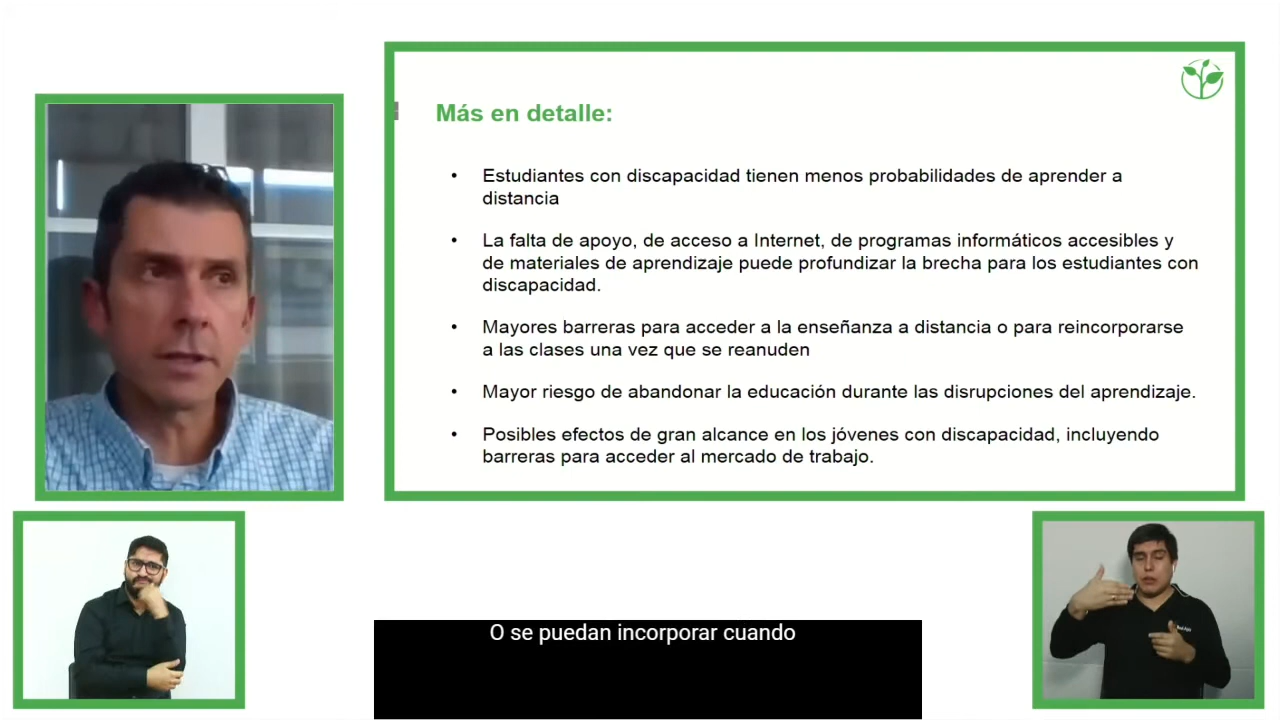 Más en detalle:
• Estudiantes con discapacidad tienen menos probabilidades de aprender a
distancia
• La falta de apoyo, de acceso a Internet, de programas informáticos accesibles y
de materiales de aprendizaje puede profundizar la brecha para los estudiantes con
discapacidad.
• Mayores barreras para acceder a la enseñanza a distancia o para reincorporarse
a las clases una vez que se reanuden
• Mayor riesgo de abandonar la educación durante las disrupciones del aprendizaje.
• Posibles efectos de gran alcance en los jóvenes con discapacidad, incluyendo
barreras para acceder al mercado de trabajo.
O se puedan incorporar cuando